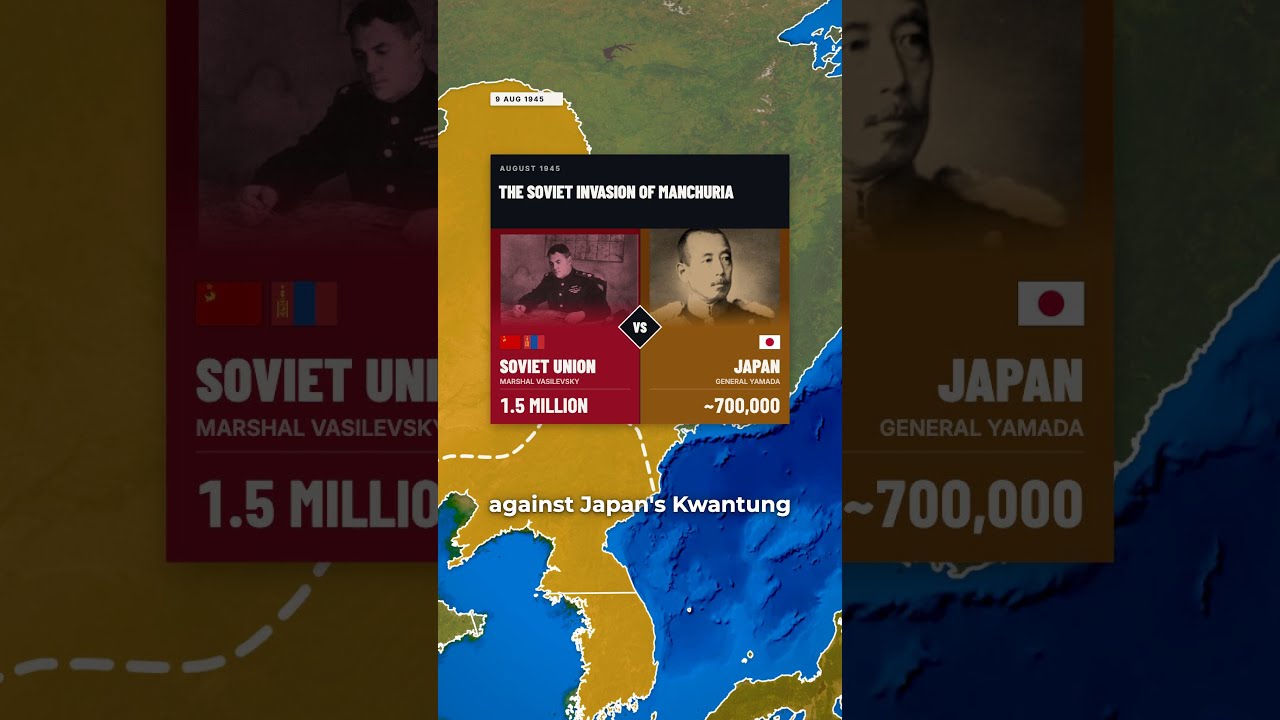 9 AUG 1945
AUGUST 1945
THE SOVIET INVASION OF MANCHURIA
VS
SOVIET UNION
MARSHAL VASILEVSKY
1.5 MILLION
JAPAN
GENERAL YAMADA
~700,000
against Japan's Kwantung
SOVIET UNI
MARSHAL VASILEVSKY
1.5 MILLIO
JAPAN
GENERAL YAMADA
~700,000